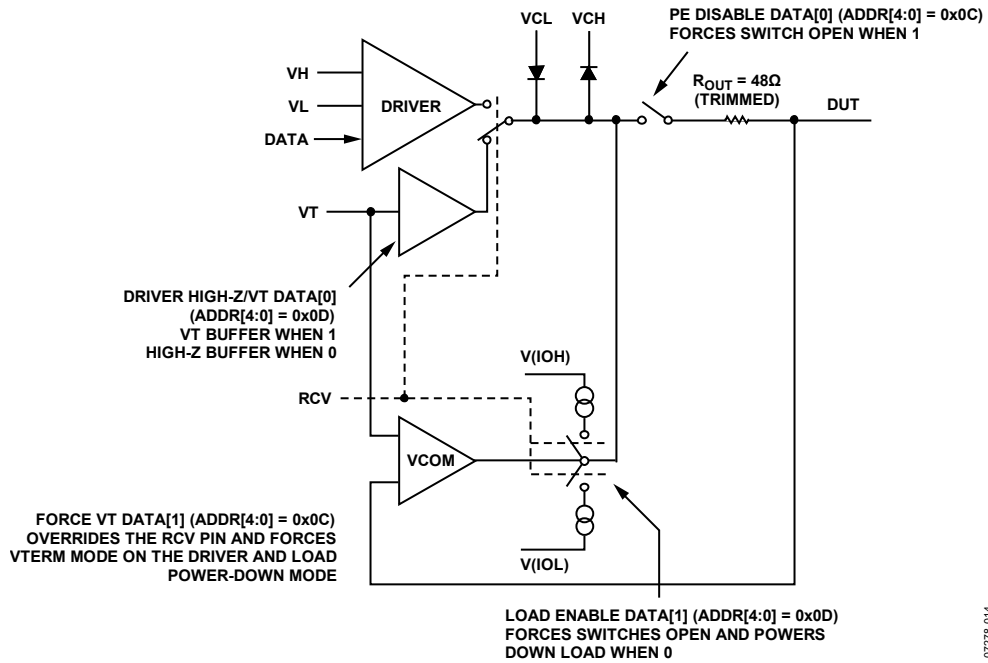 VCL
VCH
PE DISABLE DATA[0] (ADDR[4:0] = 0x0C)
FORCES SWITCH OPEN WHEN 1
VH
VL
DATA
DRIVER
ROUT = 48Ω
(TRIMMED)
DUT
VT
DRIVER HIGH-Z/VT DATA[0]
(ADDR[4:0] = 0x0D)
VT BUFFER WHEN 1
HIGH-Z BUFFER WHEN 0
V(IOH)
RCV
VCOM
FORCE VT DATA[1] (ADDR[4:0] = 0x0C)
OVERRIDES THE RCV PIN AND FORCES
VTERM MODE ON THE DRIVER AND LOAD
POWER-DOWN MODE
V(IOL)
LOAD ENABLE DATA[1] (ADDR[4:0] = 0x0D)
FORCES SWITCHES OPEN AND POWERS
DOWN LOAD WHEN 0
07278-014